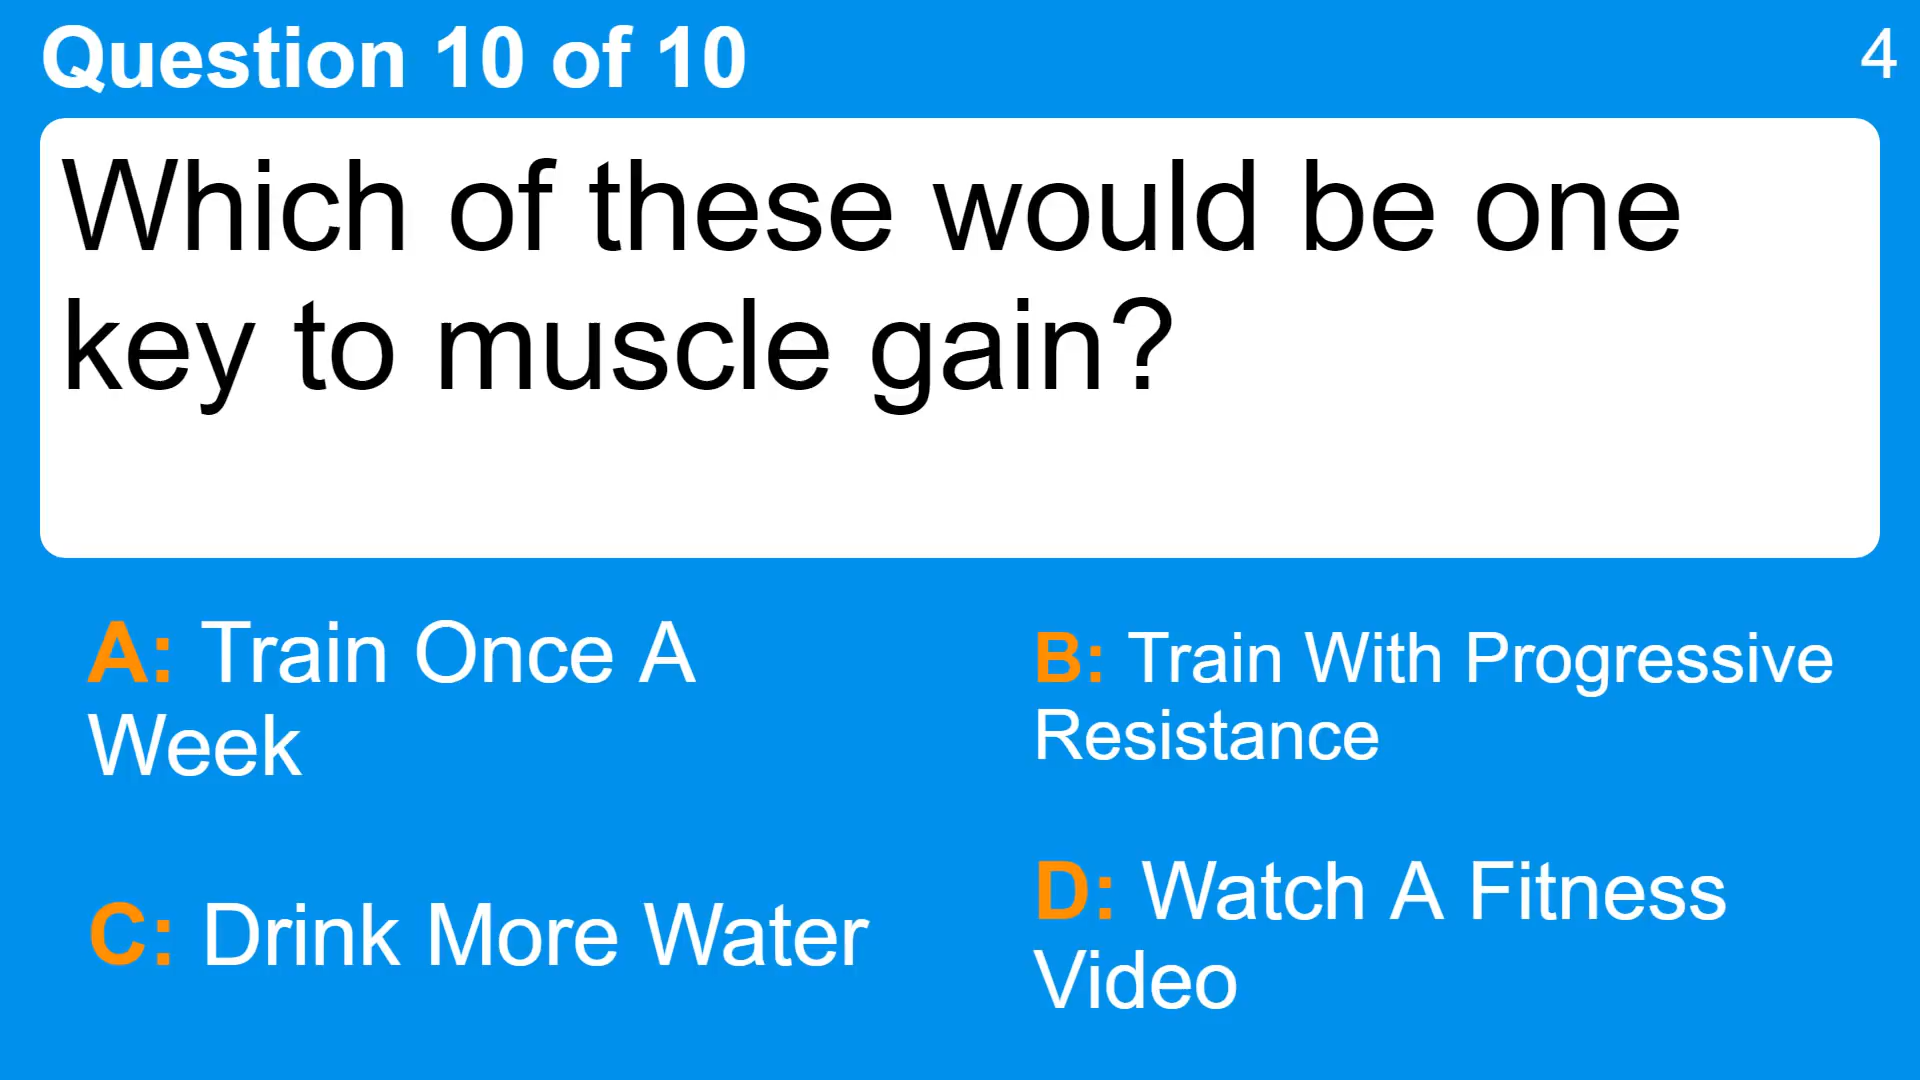 Question 10 of 10
4
Which of these would be one
key to muscle gain?
A: Train Once A
Week
B: Train With Progressive
Resistance
C: Drink More Water
D: Watch A Fitness
Video